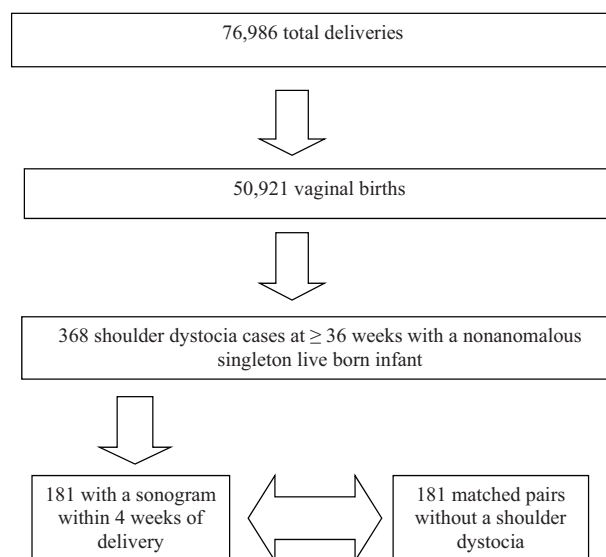 76,986 total deliveries
50,921 vaginal births
368 shoulder dystocia cases at ≥ 36 weeks with a nonanomalous
singleton live born infant
181 with a sonogram
within 4 weeks of
delivery
181 matched pairs
without a shoulder
dystocia